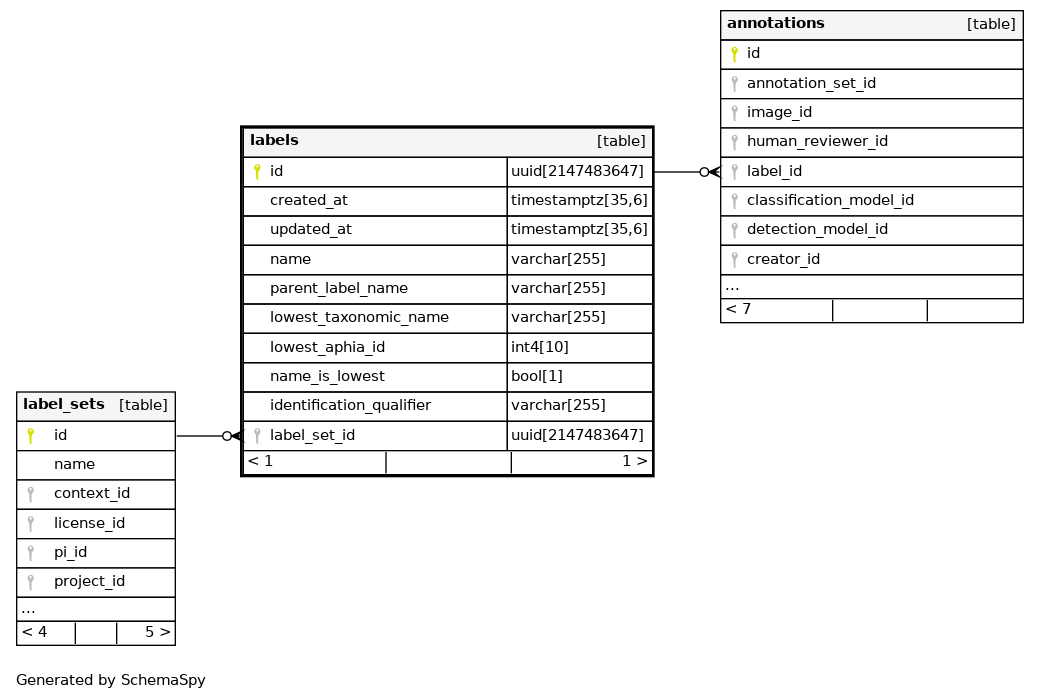 annotations [table]
id
annotation_set_id
image_id
human_reviewer_id
label_id
classification_model_id
detection_model_id
creator_id
...
< 7
labels [table]
id uuid[2147483647]
created_at timestamptz[35,6]
updated_at timestamptz[35,6]
name varchar[255]
parent_label_name varchar[255]
lowest_taxonomic_name varchar[255]
lowest_aphia_id int4[10]
name_is_lowest bool[1]
identification_qualifier varchar[255]
label_set_id uuid[2147483647]
< 1 1 >
label_sets [table]
id
name
context_id
license_id
pi_id
project_id
...
< 4 5 >
Generated by SchemaSpy